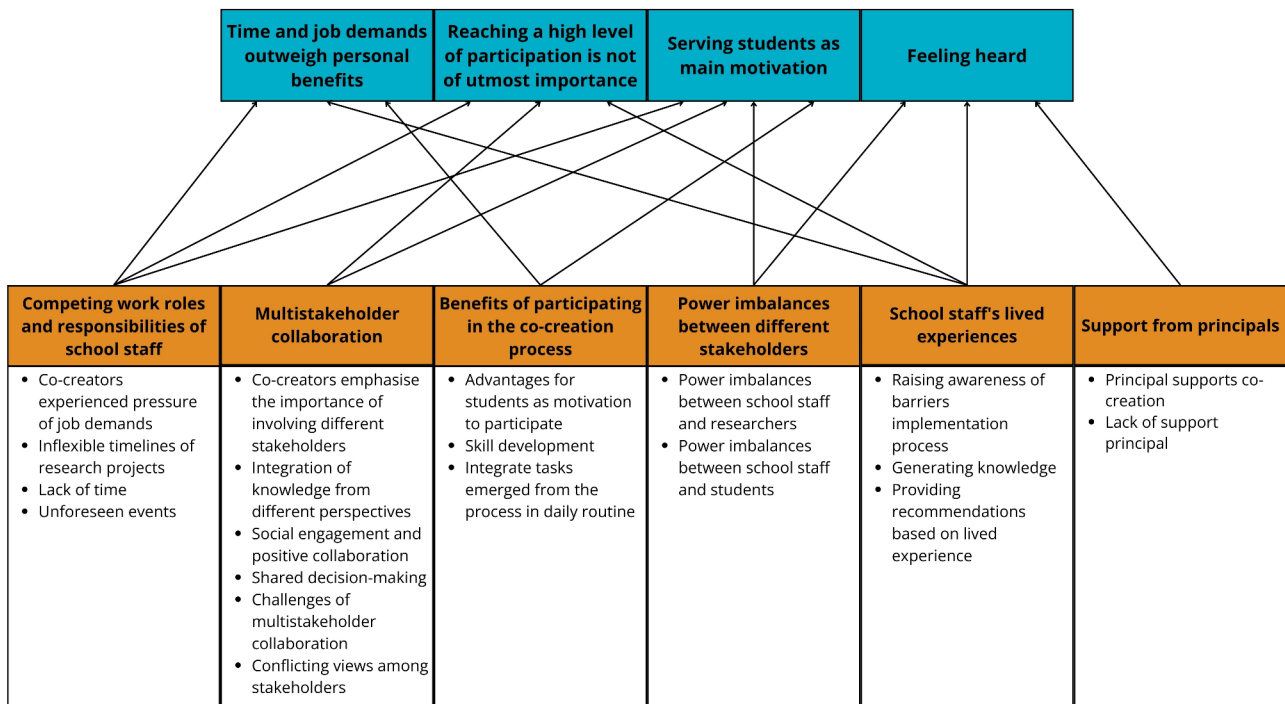 Time and job demands
outweigh personal
benefits
Reaching a high level
of participation is not
of utmost importance
Serving students as
main motivation
Feeling heard
Competing work roles
and responsibilities of
school staff
Multistakeholder
collaboration
Benefits of participating
in the co-creation
process
Power imbalances
between different
stakeholders
School staff's lived
experiences
Support from principals
• Co-creators
experienced pressure
of job demands
• Inflexible timelines of
research projects
• Lack of time
• Unforeseen events
• Co-creators emphasise
the importance of
involving different
stakeholders
• Integration of
knowledge from
different perspectives
• Social engagement and
positive collaboration
• Shared decision-making
• Challenges of
multistakeholder
collaboration
• Conflicting views among
stakeholders
• Advantages for
students as motivation
to participate
• Skill development
• Integrate tasks
emerged from the
process in daily routine
• Power imbalances
between school staff
and researchers
• Power imbalances
between school staff
and students
• Raising awareness of
barriers
implementation
process
• Generating knowledge
• Providing
recommendations
based on lived
experience
• Principal supports co-
creation
• Lack of support
principal